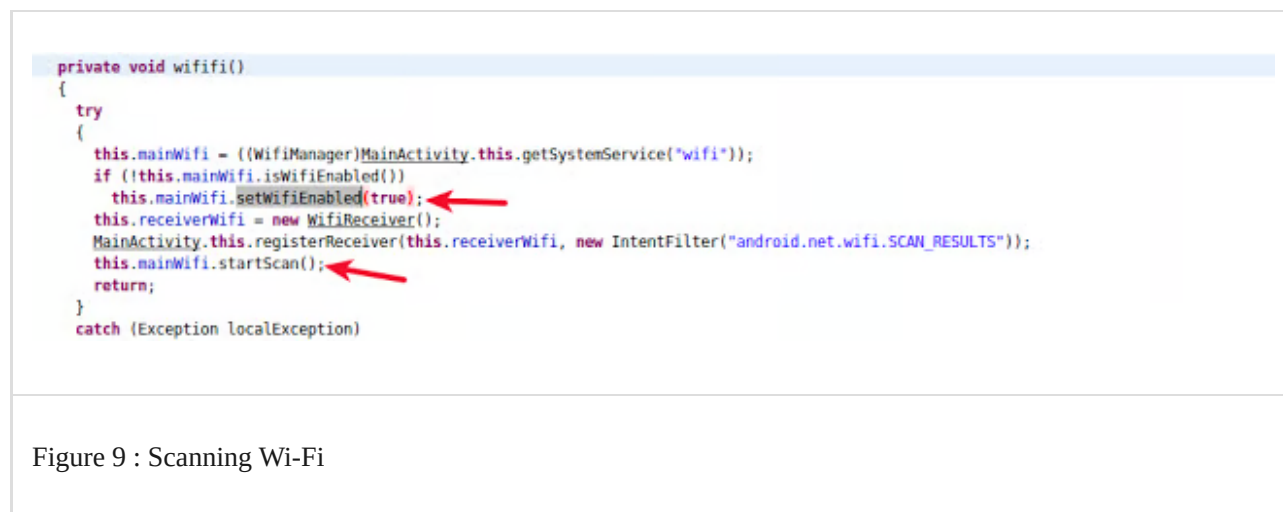 private void wififi()
{
try
{
this.mainWifi = ((WifiManager)MainActivity.this.getSystemService("wifi"));
if (!this.mainWifi.isWifiEnabled())
this.mainWifi.setWifiEnabled(true);
this.receiverWifi = new WifiReceiver();
MainActivity.this.registerReceiver(this.receiverWifi, new IntentFilter("android.net.wifi.SCAN_RESULTS"));
this.mainWifi.startScan();
return;
}
catch (Exception localException)
Figure 9 : Scanning Wi-Fi